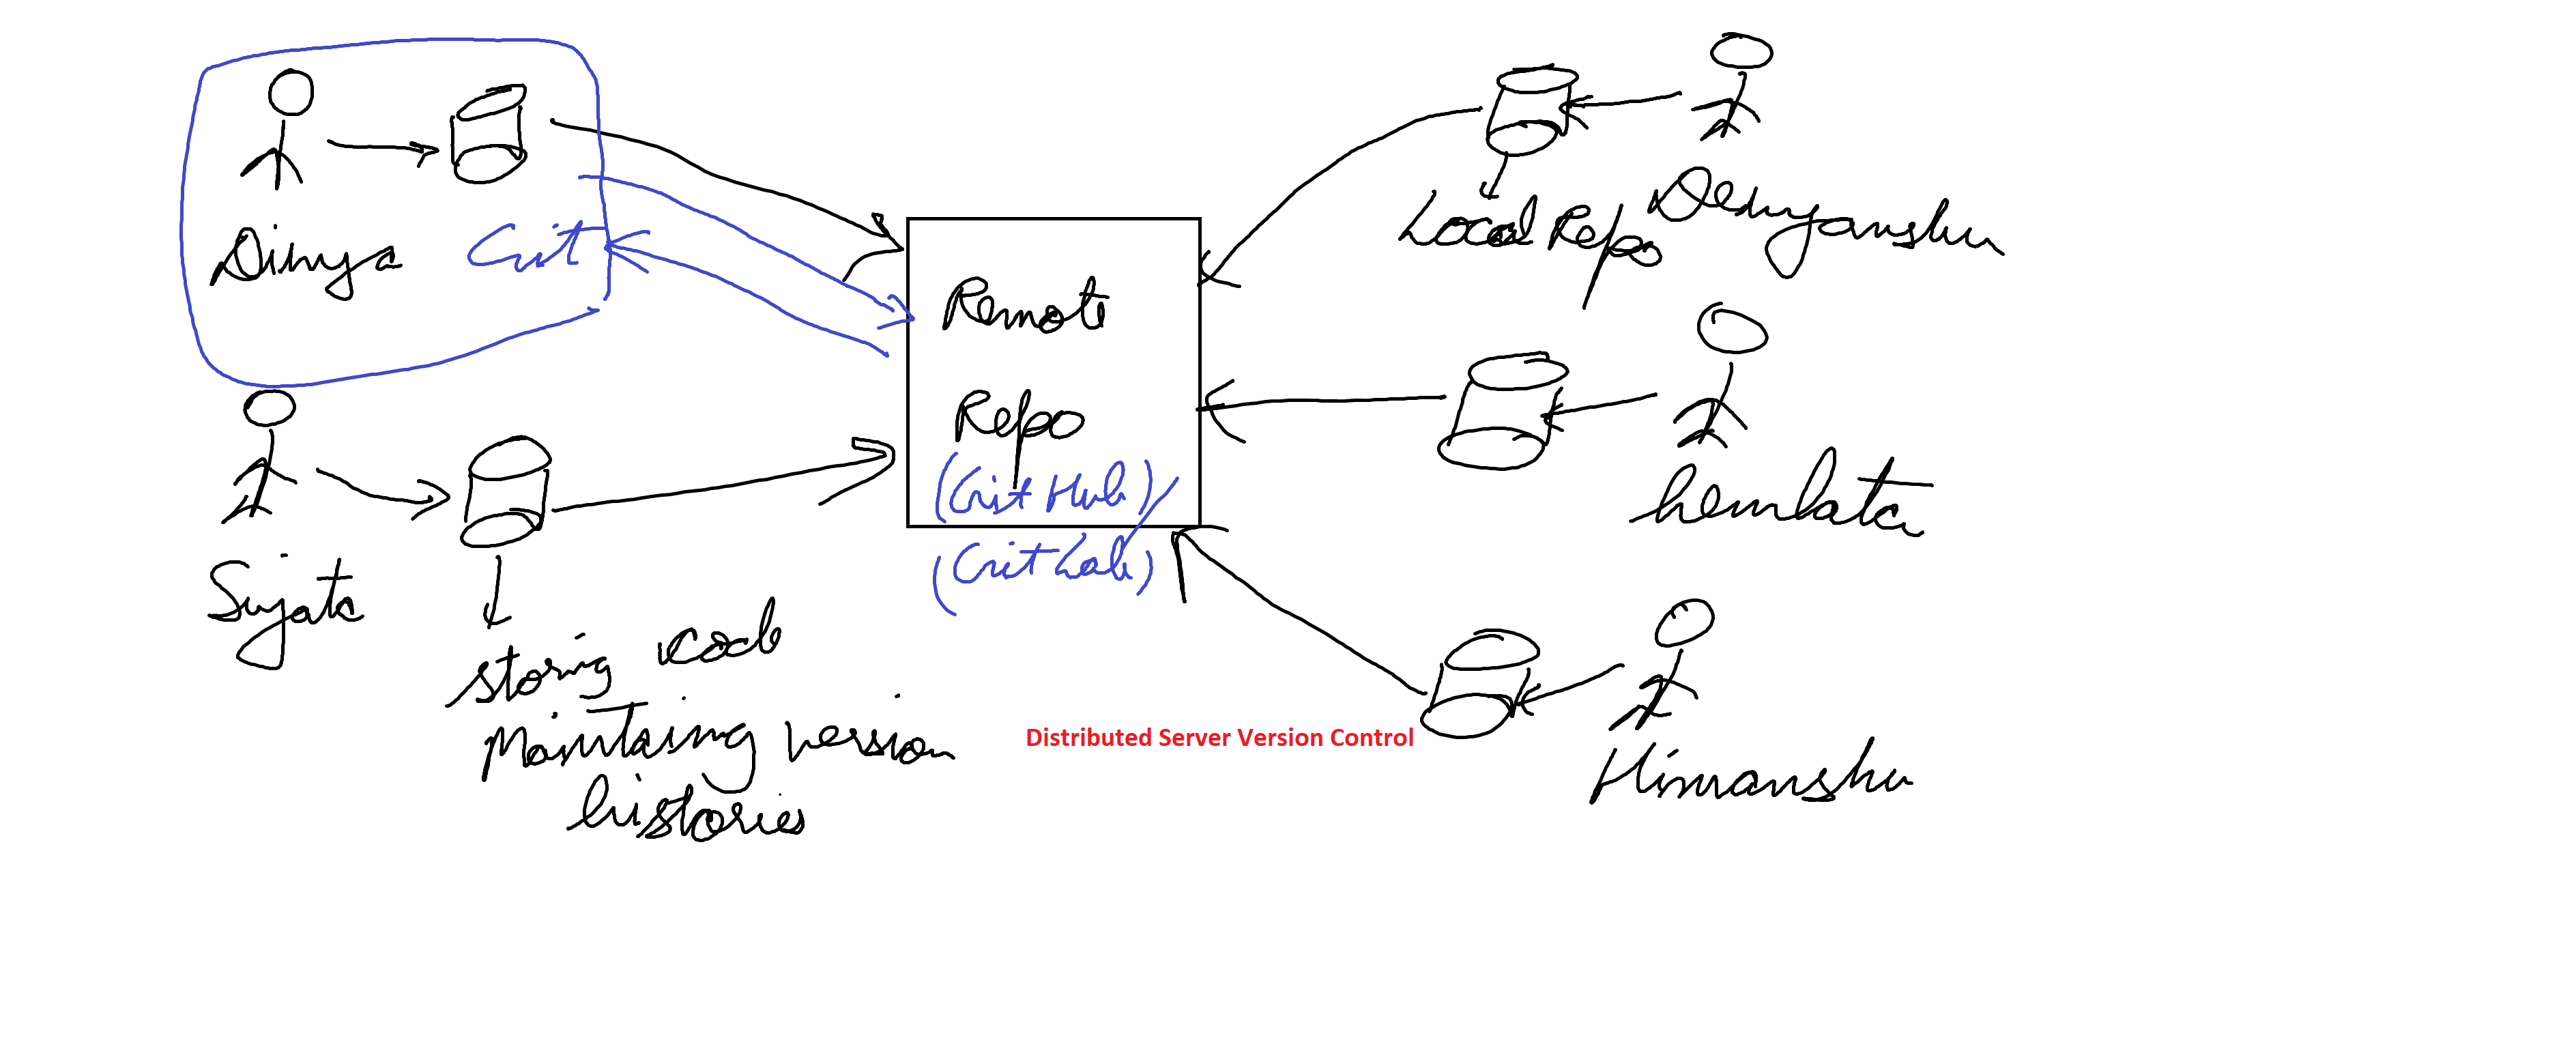 Divya
Git
Local Repo
Devyanshu
Remote
Repo
(Git Hub)/
(Git Lab)
hemlata
Sujata
storing code
Maintaing version
histories
Distributed Server Version Control
Himanshu